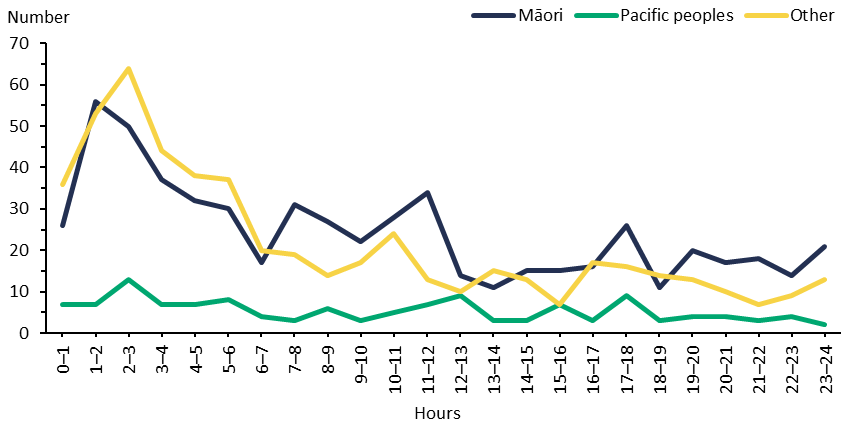 Number
Māori Pacific peoples Other
70
60
50
40
30
20
10
0
0–1 1–2 2–3 3–4 4–5 5–6 6–7 7–8 8–9 9–10 10–11 11–12 12–13 13–14 14–15 15–16 16–17 17–18 18–19 19–20 20–21 21–22 22–23 23–24
Hours